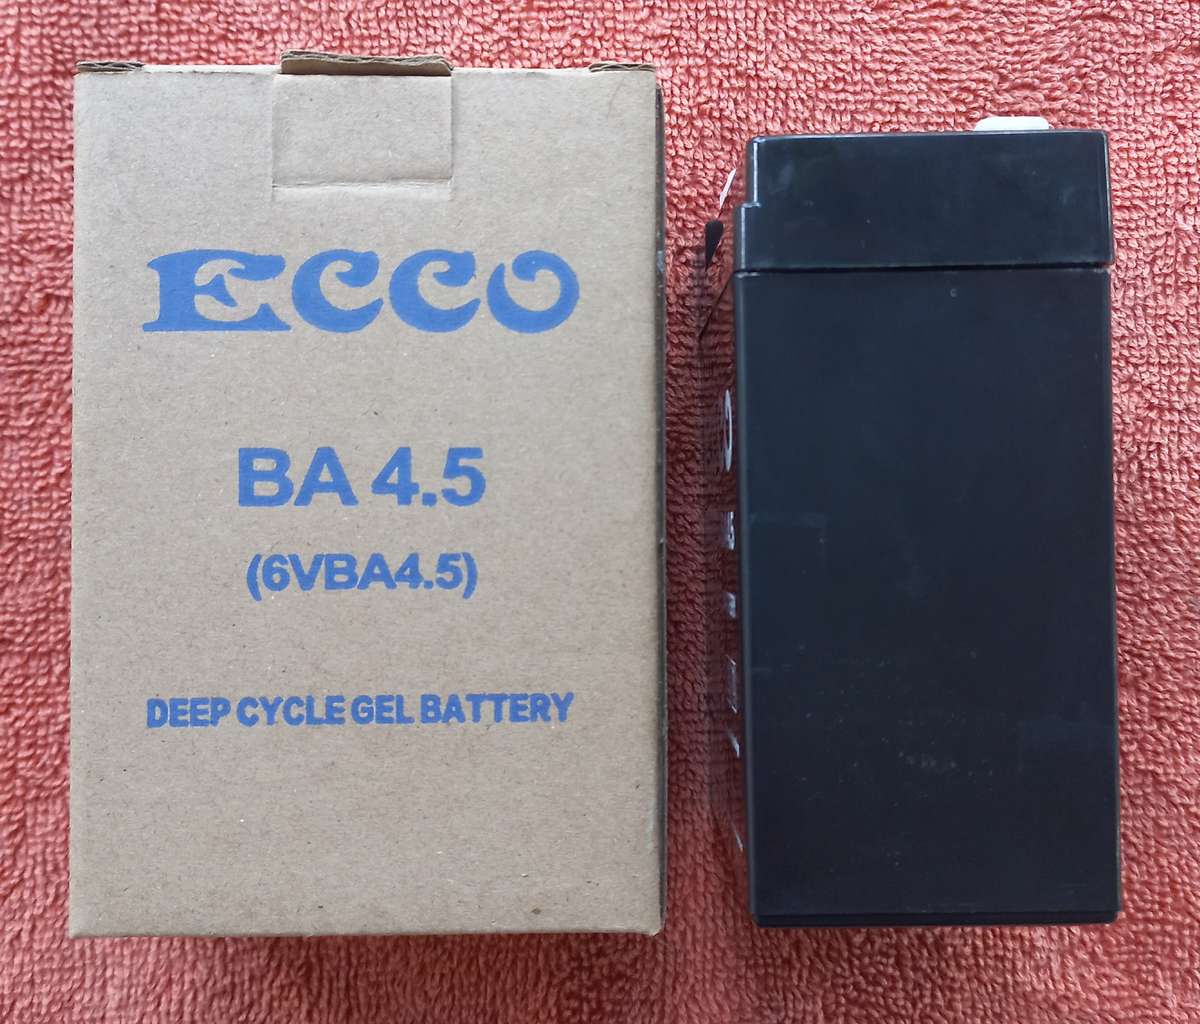 ECCO
BA 4.5
(6VBA4.5)
DEEP CYCLE GEL BATTERY